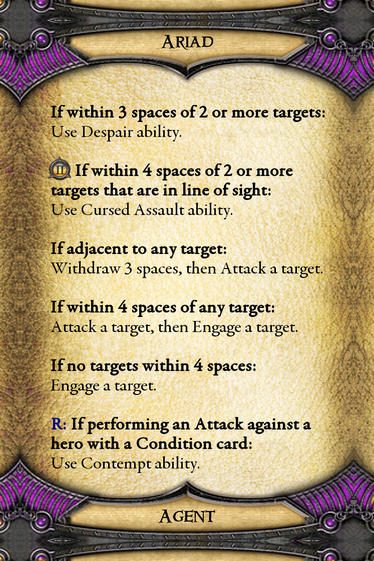 ARIAD
If within 3 spaces of 2 or more targets:
Use Despair ability.
II If within 4 spaces of 2 or more
targets that are in line of sight:
Use Cursed Assault ability.
If adjacent to any target:
Withdraw 3 spaces, then Attack a target.
If within 4 spaces of any target:
Attack a target, then Engage a target.
If no targets within 4 spaces:
Engage a target.
R: If performing an Attack against a
hero with a Condition card:
Use Contempt ability.
AGENT